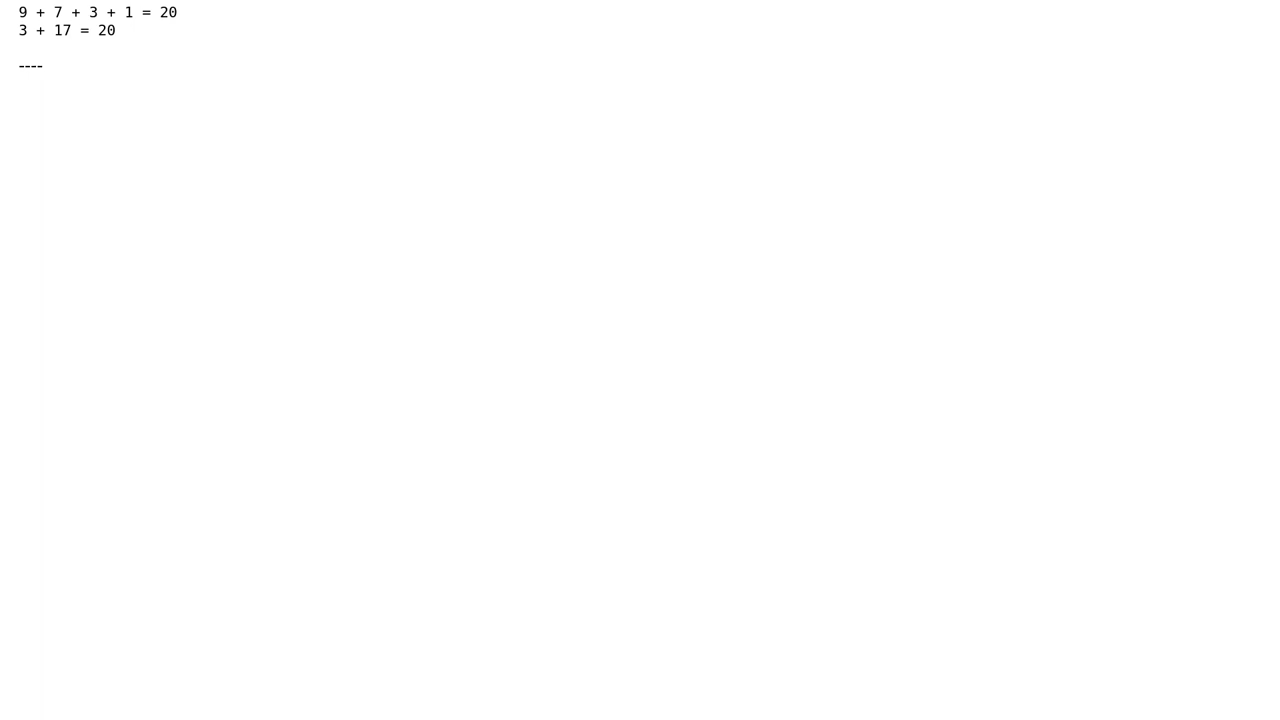 9 + 7 + 3 + 1 = 20
3 + 17 = 20
----